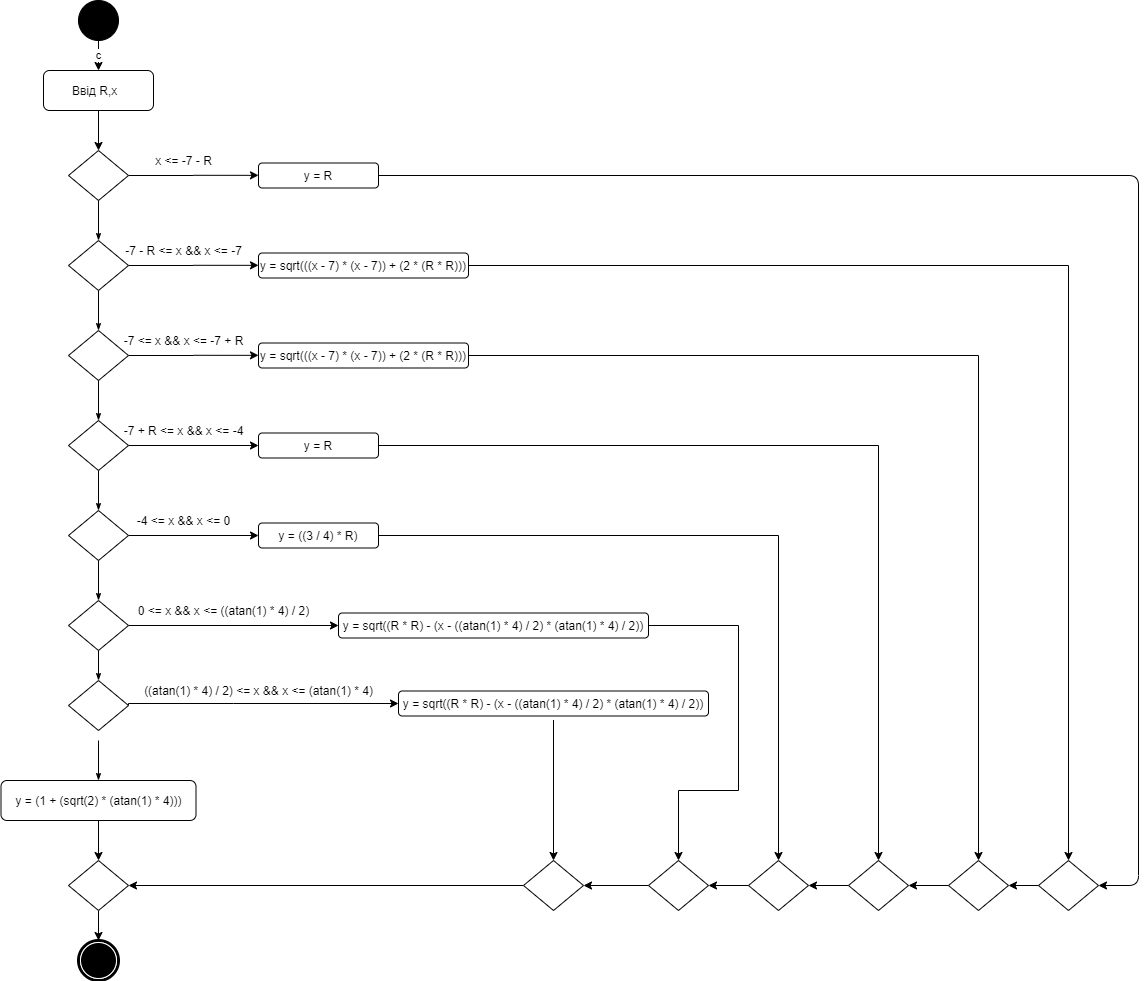 c
Ввід R,x
x <= -7 - R
y = R
-7 - R <= x && x <= -7
y = sqrt(((x - 7) * (x - 7)) + (2 * (R * R)))
-7 <= x && x <= -7 + R
y = sqrt(((x - 7) * (x - 7)) + (2 * (R * R)))
-7 + R <= x && x <= -4
y = R
-4 <= x && x <= 0
y = ((3 / 4) * R)
0 <= x && x <= ((atan(1) * 4) / 2)
y = sqrt((R * R) - (x - ((atan(1) * 4) / 2) * (atan(1) * 4) / 2))
((atan(1) * 4) / 2) <= x && x <= (atan(1) * 4)
y = sqrt((R * R) - (x - ((atan(1) * 4) / 2) * (atan(1) * 4) / 2))
y = (1 + (sqrt(2) * (atan(1) * 4)))